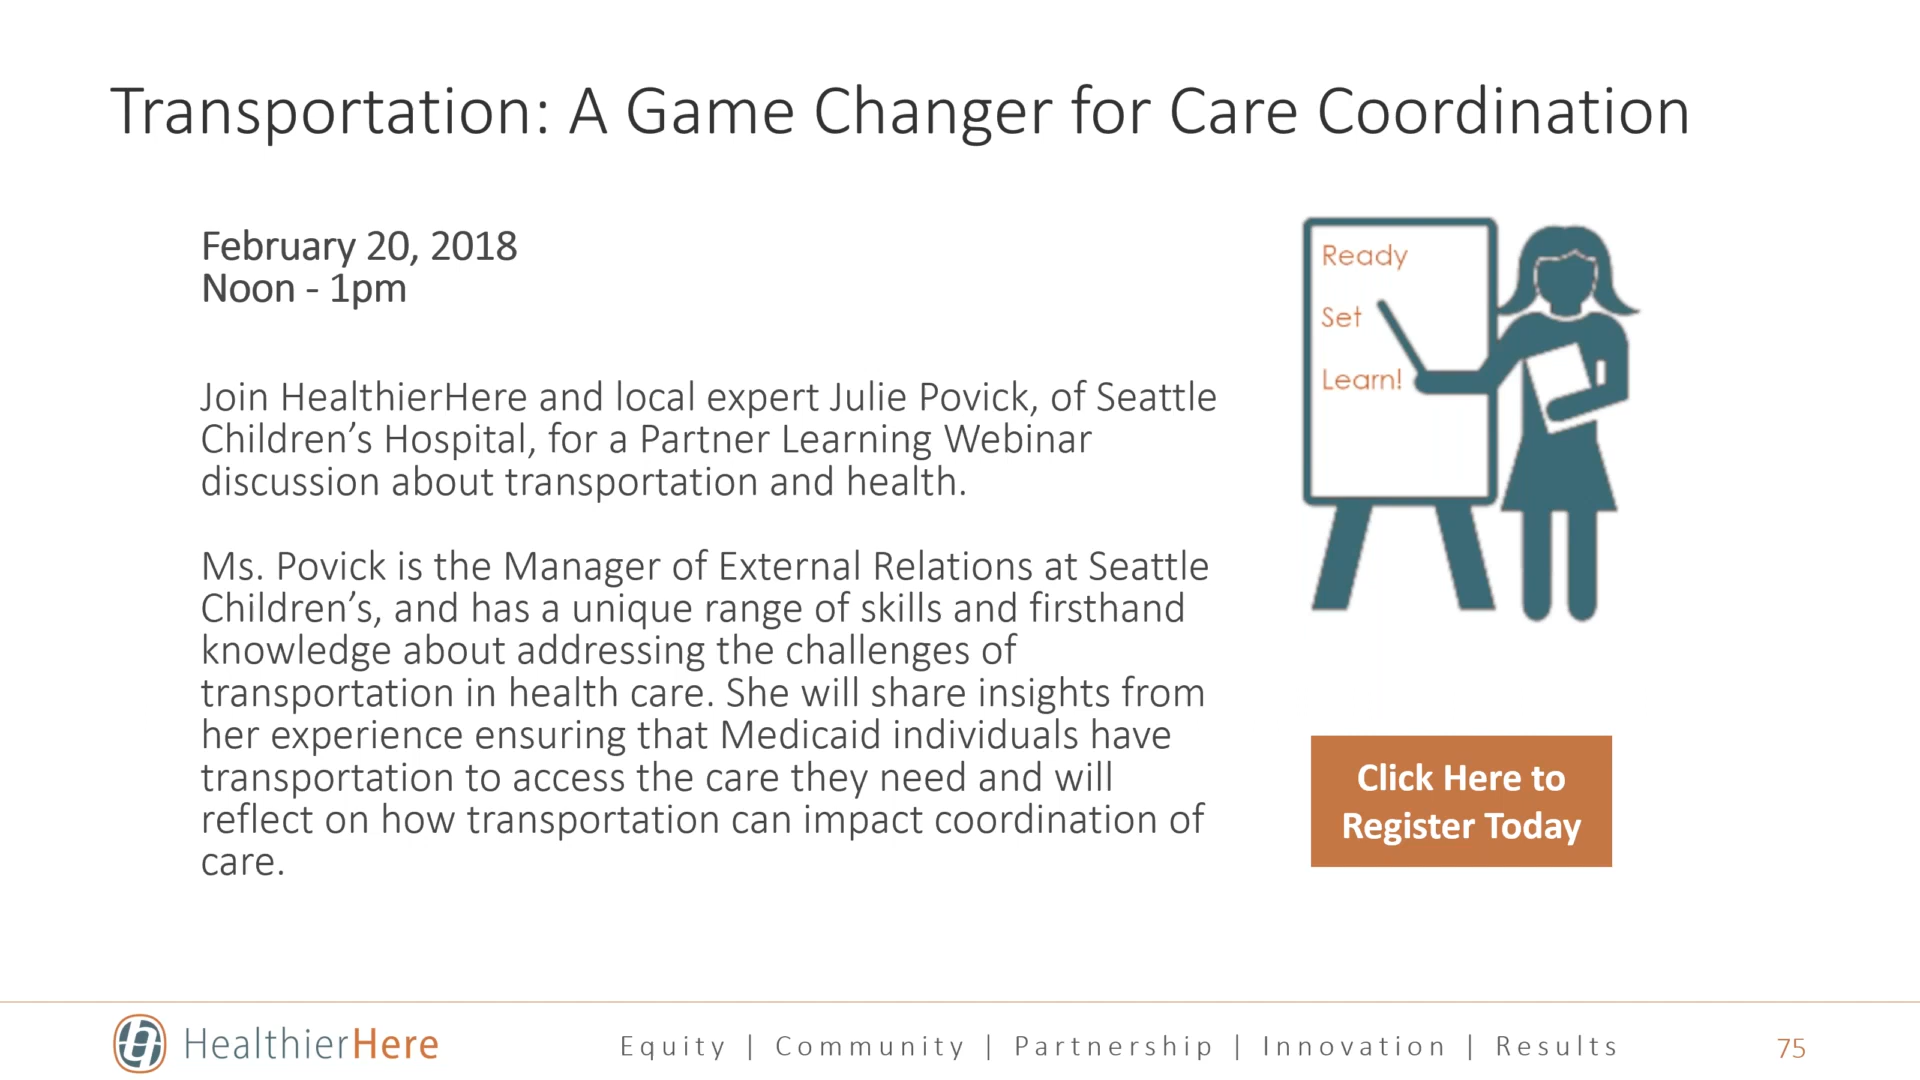 Transportation: A Game Changer for Care Coordination
February 20, 2018
Noon - 1pm
Join HealthierHere and local expert Julie Povick, of Seattle
Children’s Hospital, for a Partner Learning Webinar
discussion about transportation and health.
Ms. Povick is the Manager of External Relations at Seattle
Children’s, and has a unique range of skills and firsthand
knowledge about addressing the challenges of
transportation in health care. She will share insights from
her experience ensuring that Medicaid individuals have
transportation to access the care they need and will
reflect on how transportation can impact coordination of
care.
Ready
Set
Learn!
Click Here to
Register Today
HealthierHere
Equity | Community | Partnership | Innovation | Results
75